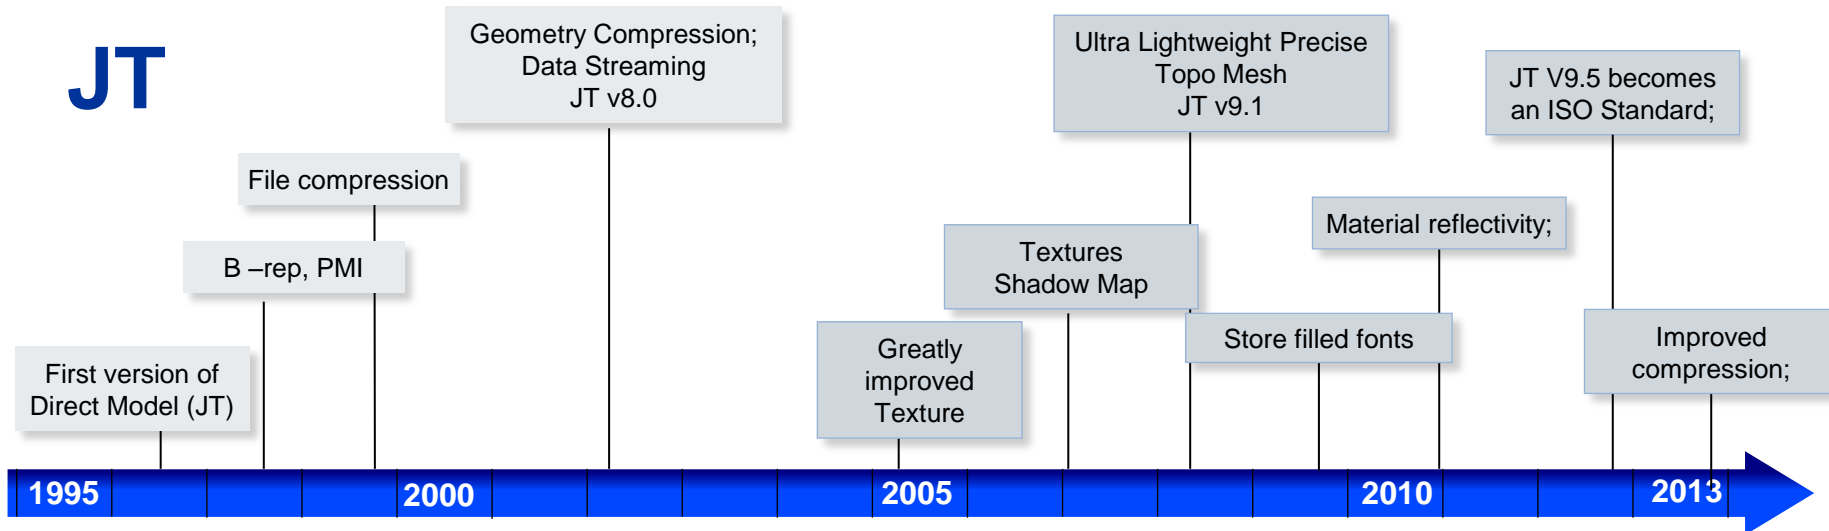 JT
Geometry Compression;
Data Streaming
JT v8.0
Ultra Lightweight Precise
Topo Mesh
JT v9.1
JT V9.5 becomes
an ISO Standard;
File compression
Material reflectivity;
B –rep, PMI
Textures
Shadow Map
Store filled fonts
Improved
compression;
Greatly
improved
Texture
First version of
Direct Model (JT)
1995
2000
2005
2010
2013